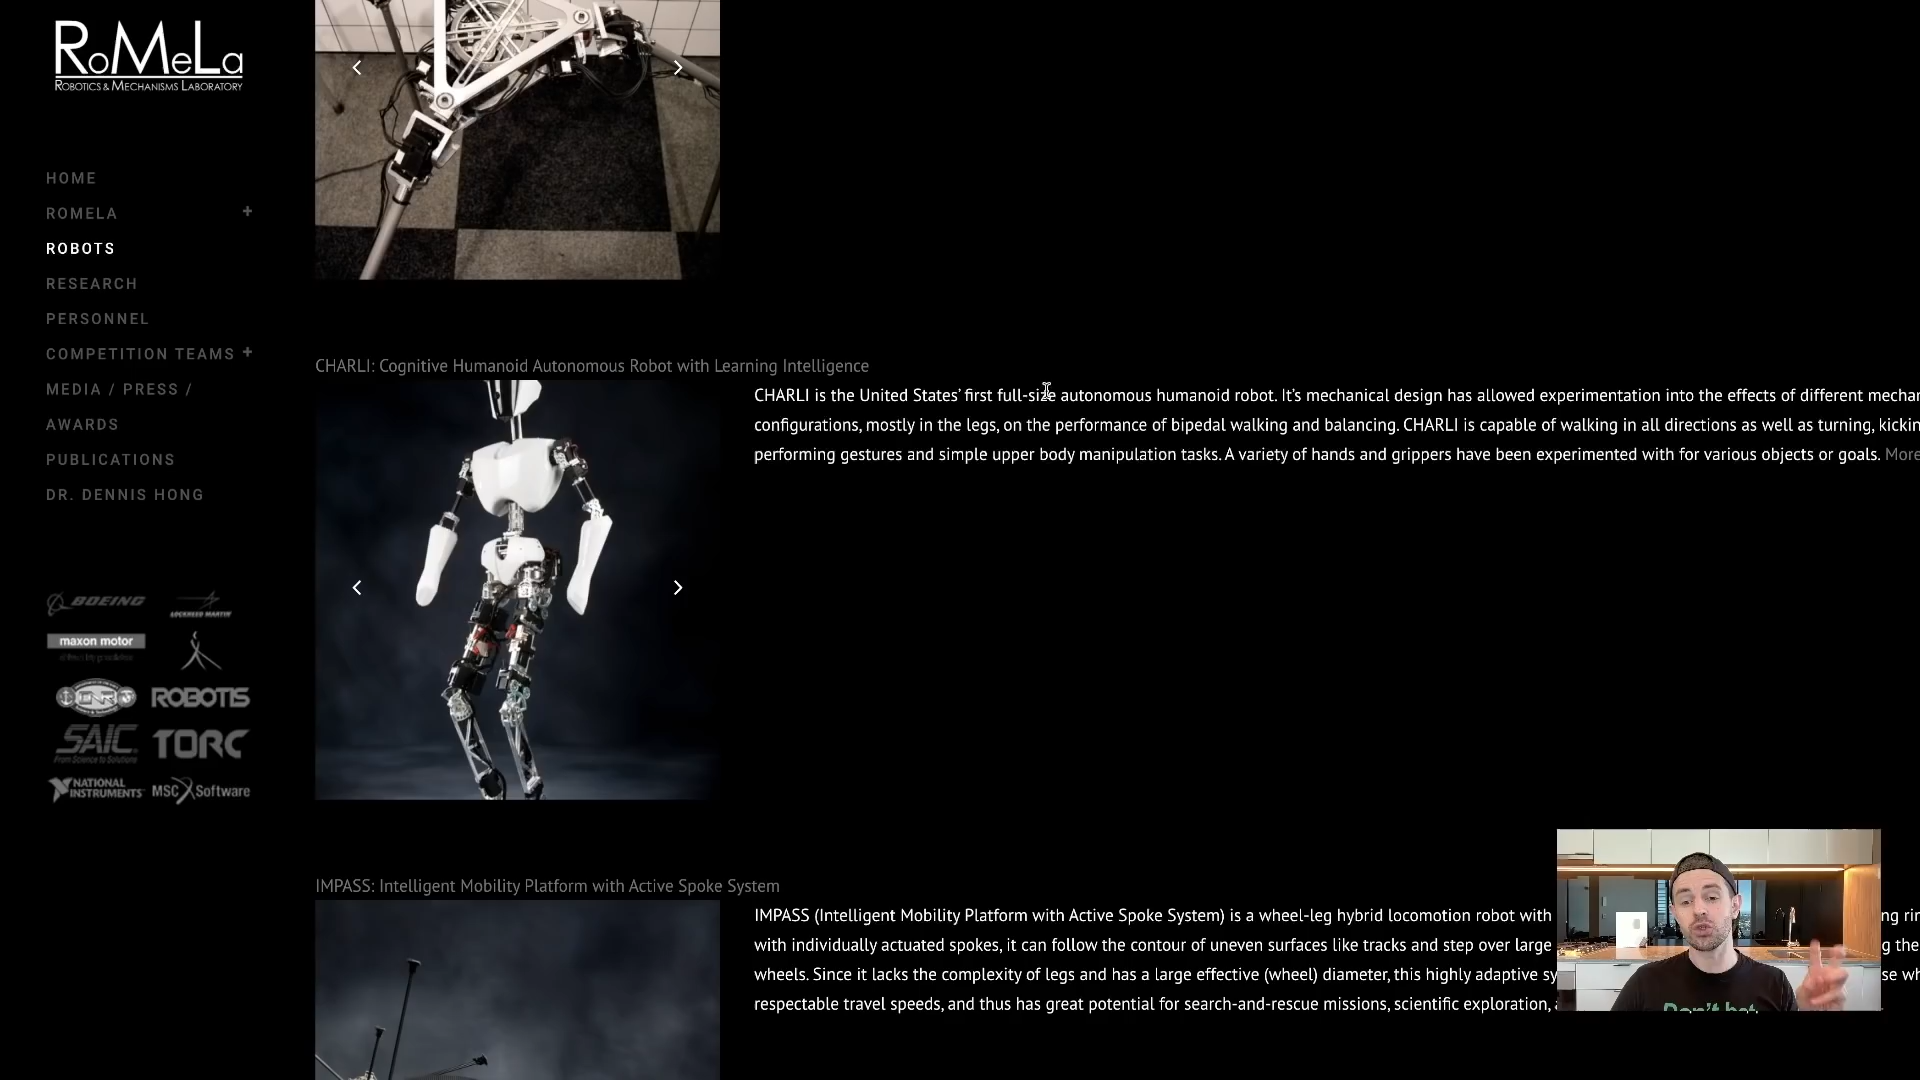 RoMeLa
Robotics & Mechanisms Laboratory
HOME
ROMELA +
ROBOTS
RESEARCH
PERSONNEL
COMPETITION TEAMS +
MEDIA / PRESS /
AWARDS
PUBLICATIONS
DR. DENNIS HONG
BOEING
LOCKHEED MARTIN
maxon motor
ROBOTIS
SAIC
From Science to Solutions
TORC
NATIONAL
INSTRUMENTS
MSC Software
CHARLI: Cognitive Humanoid Autonomous Robot with Learning Intelligence
CHARLI is the United States’ first full-size autonomous humanoid robot. It’s mechanical design has allowed experimentation into the effects of different
configurations, mostly in the legs, on the performance of bipedal walking and balancing. CHARLI is capable of walking in all directions as well as turning,
performing gestures and simple upper body manipulation tasks. A variety of hands and grippers have been experimented with for various objects or goals. More
IMPASS: Intelligent Mobility Platform with Active Spoke System
IMPASS (Intelligent Mobility Platform with Active Spoke System) is a wheel-leg hybrid locomotion robot with
with individually actuated spokes, it can follow the contour of uneven surfaces like tracks and step over large
wheels. Since it lacks the complexity of legs and has a large effective (wheel) diameter, this highly adaptive
respectable travel speeds, and thus has great potential for search-and-rescue missions, scientific exploration,
Don't bet